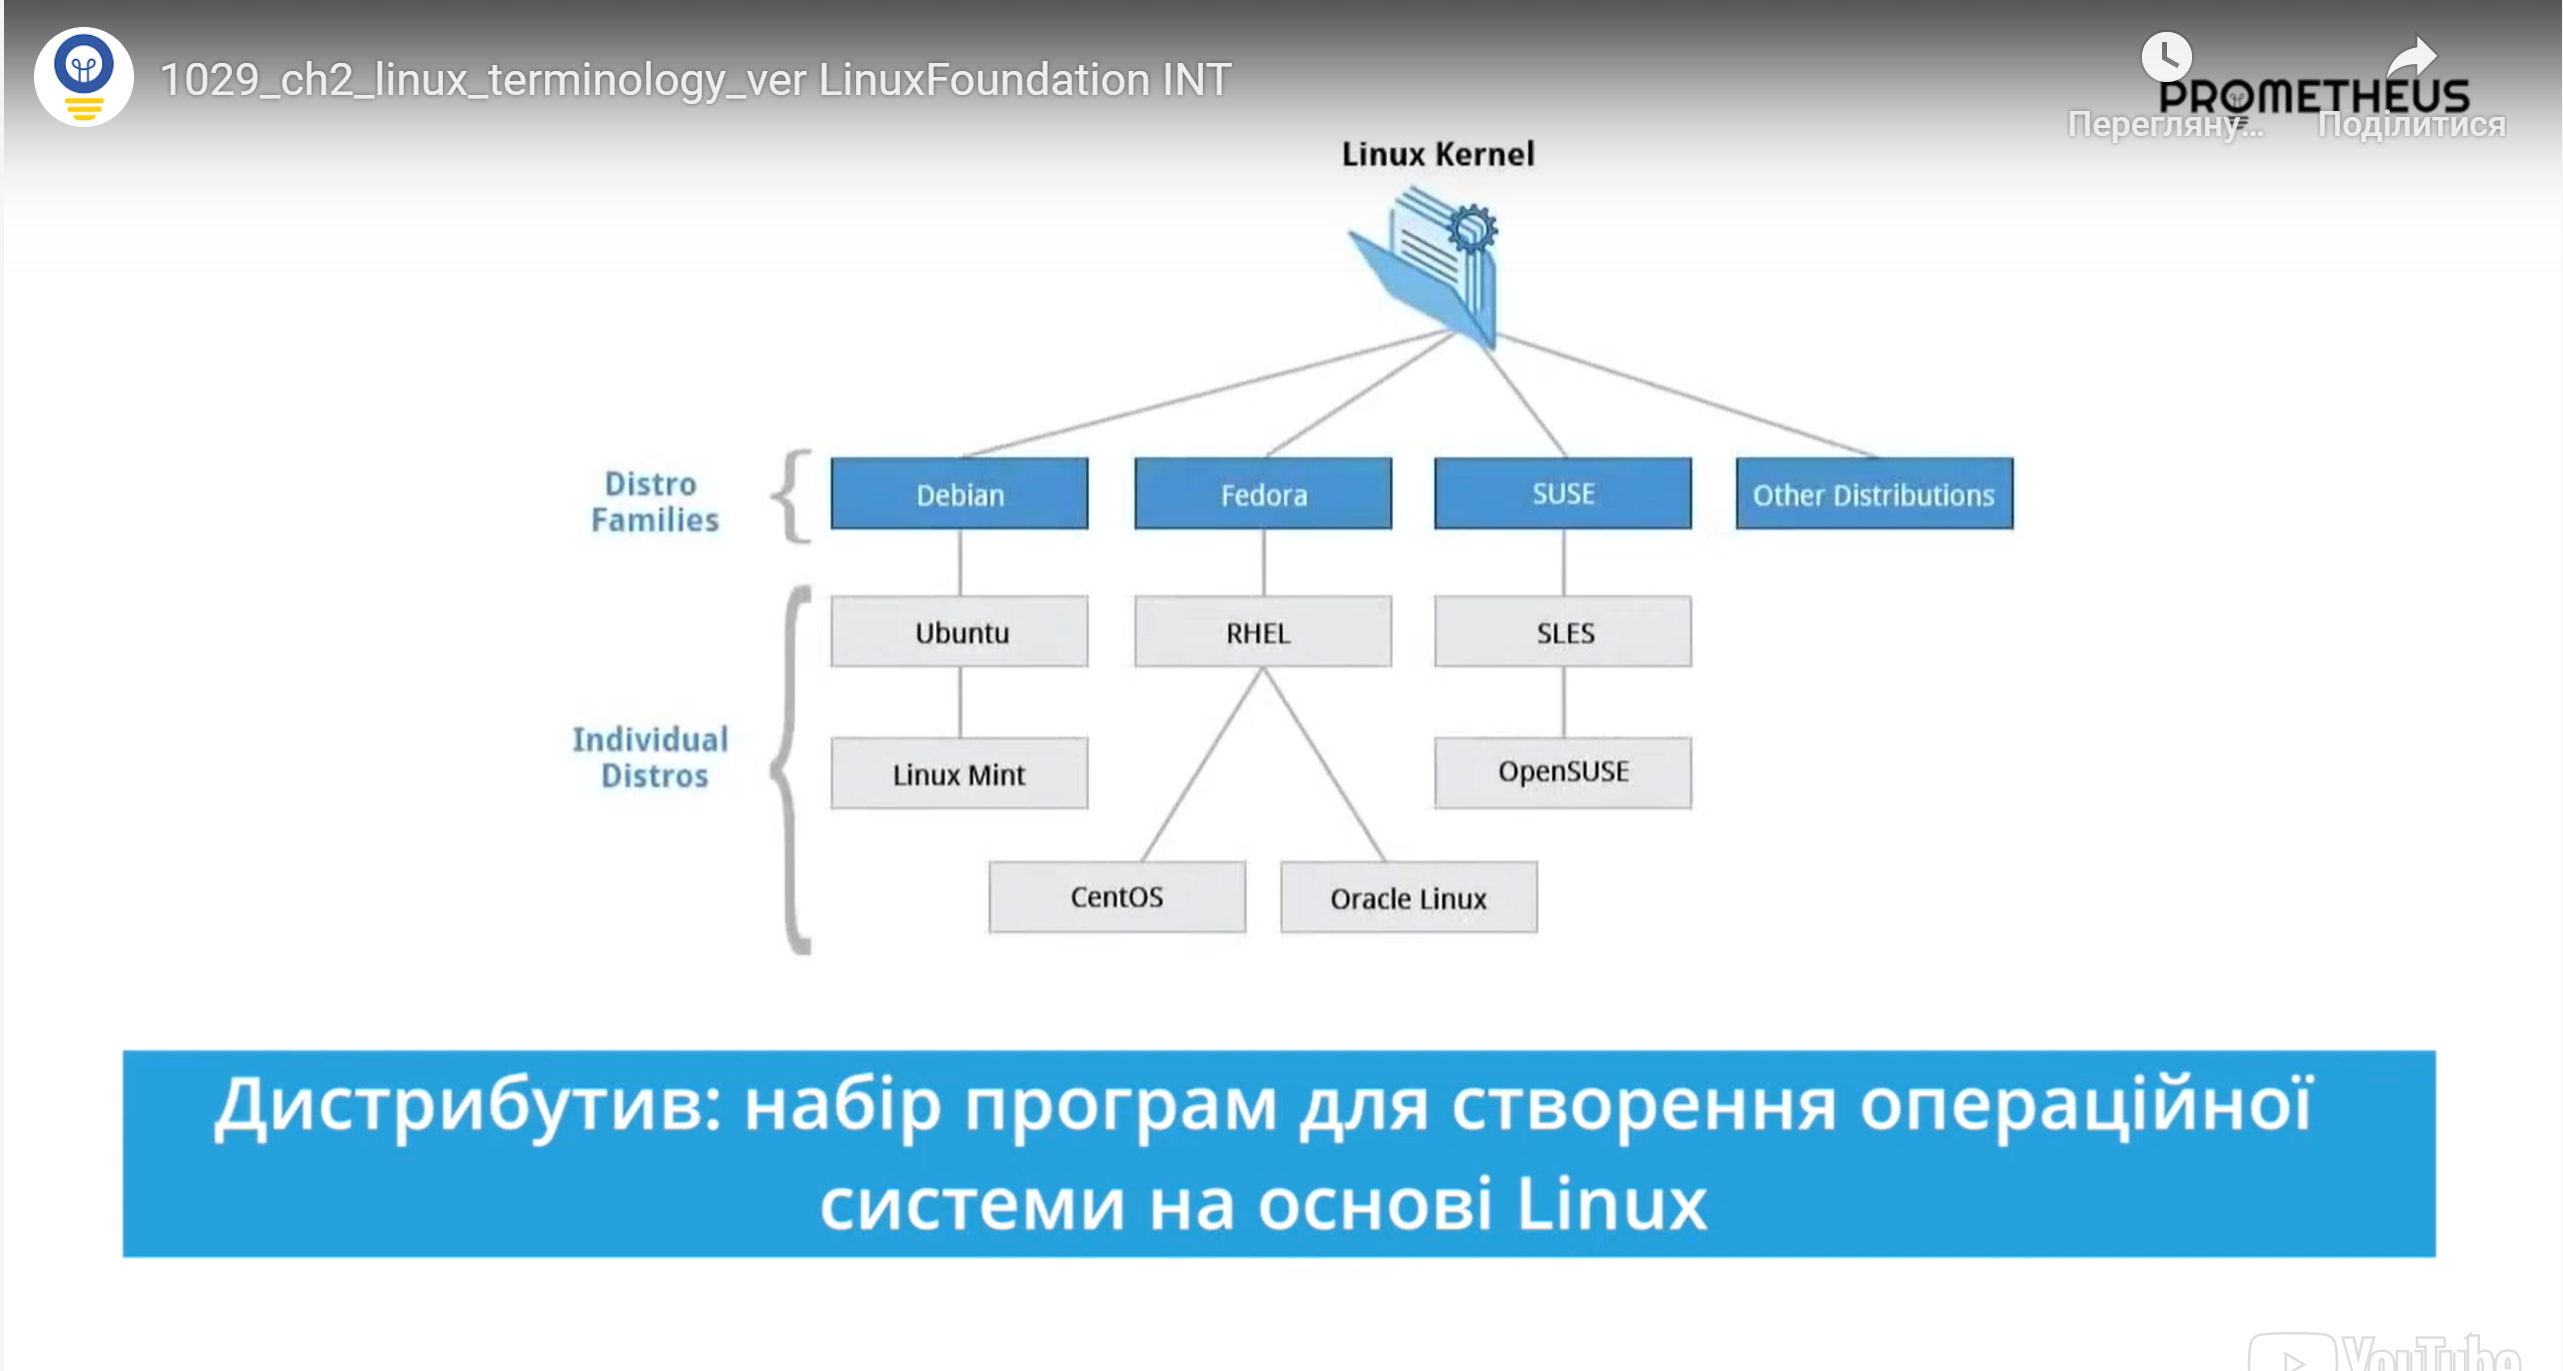 1029_ch2_linux_terminology_ver LinuxFoundation INT
PROMETHEUS
Перегляну...
Поділитися
Linux Kernel
Distro
Families
Debian
Fedora
SUSE
Other Distributions
Ubuntu
RHEL
SLES
Individual
Distros
Linux Mint
OpenSUSE
CentOS
Oracle Linux
Дистрибутив: набір програм для створення операційної
системи на основі Linux
YouTube